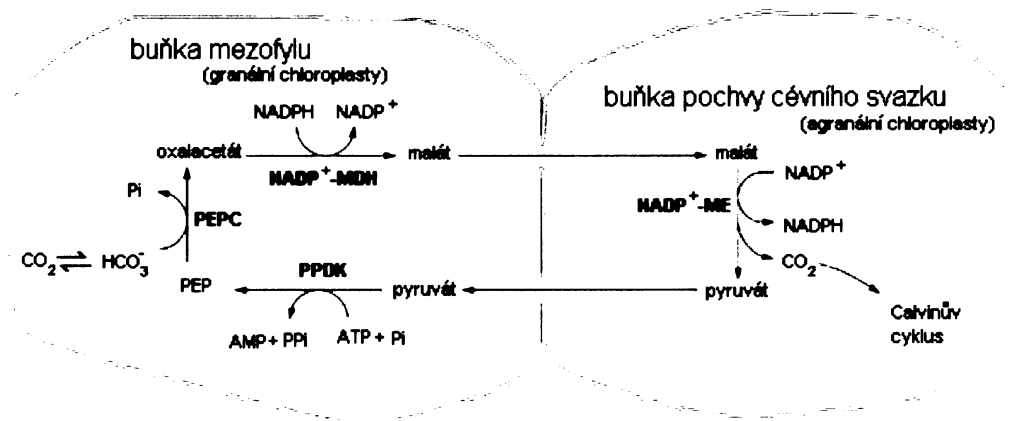 buňka mezofylu
(granální chloroplasty)
buňka pochvy cévního svazku
(agranální chloroplasty)
NADPH NADP+
oxalacetát malát malát
NADP+-MDH
NADP+
Pi
NADP+-ME
PEPC
NADPH
CO2 HCO3-
CO2
PPDK
PEP pyruvát pyruvát
Calvinův
cyklus
AMP + PPi ATP + Pi